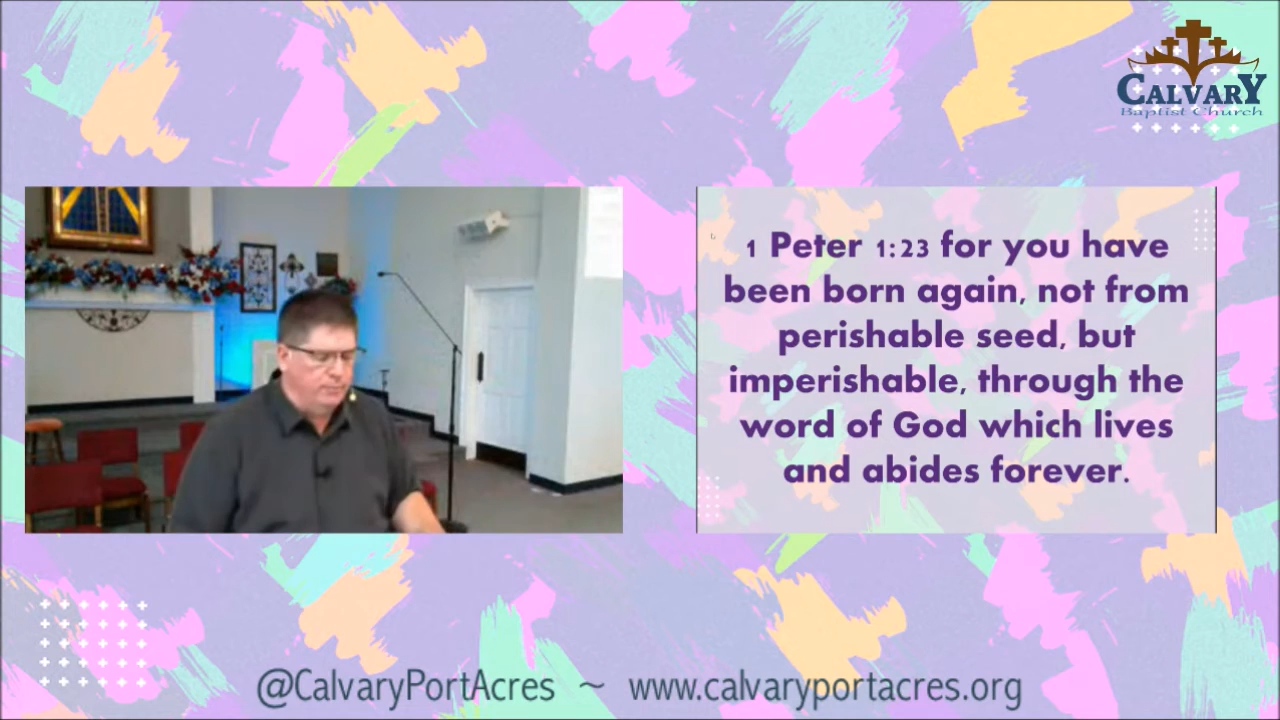 CALVARY
Baptist Church
1 Peter 1:23 for you have
been born again, not from
perishable seed, but
imperishable, through the
word of God which lives
and abides forever.
@CalvaryPortAcres ~ www.calvaryportacres.org